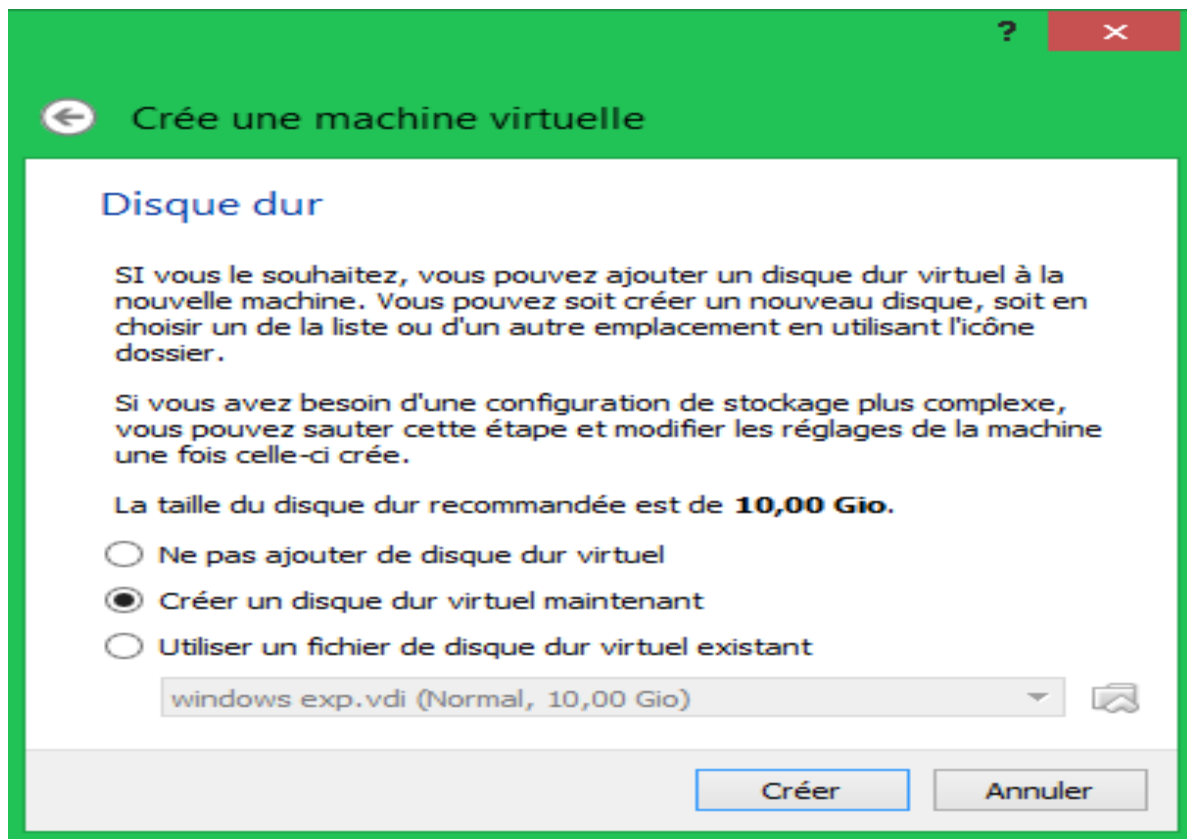 ?
Crée une machine virtuelle
Disque dur
SI vous le souhaitez, vous pouvez ajouter un disque dur virtuel à la
nouvelle machine. Vous pouvez soit créer un nouveau disque, soit en
choisir un de la liste ou d'un autre emplacement en utilisant l'icône
dossier.
Si vous avez besoin d'une configuration de stockage plus complexe,
vous pouvez sauter cette étape et modifier les réglages de la machine
une fois celle-ci crée.
La taille du disque dur recommandée est de 10,00 Gio.
Ne pas ajouter de disque dur virtuel
Créer un disque dur virtuel maintenant
Utiliser un fichier de disque dur virtuel existant
windows exp.vdi (Normal, 10,00 Gio)
Créer Annuler